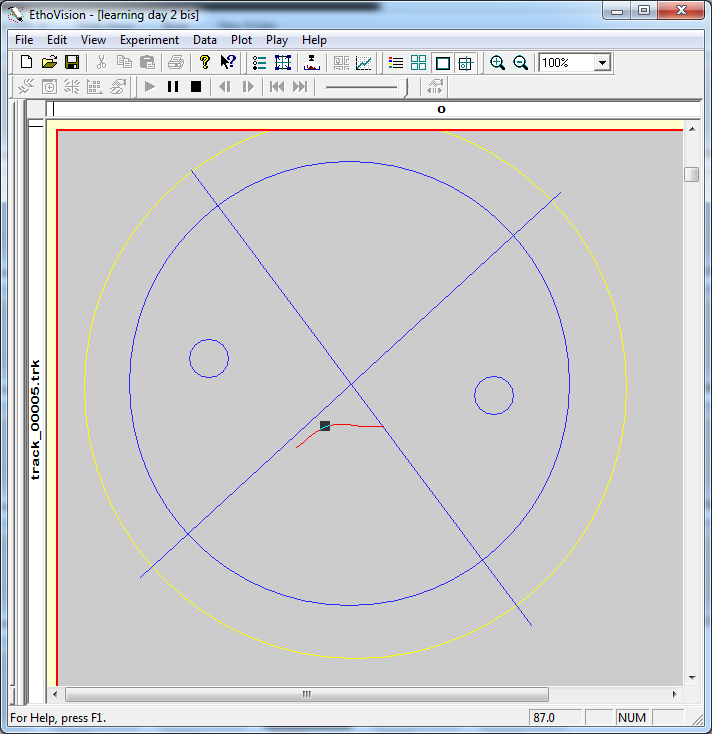 EthoVision - [learning day 2 bis]
File Edit View Experiment Data Plot Play Help
100%
O
track_00005.trk
For Help, press F1.
87.0
NUM